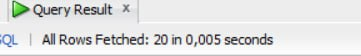 Query Result x
SQL | All Rows Fetched: 20 in 0,005 seconds